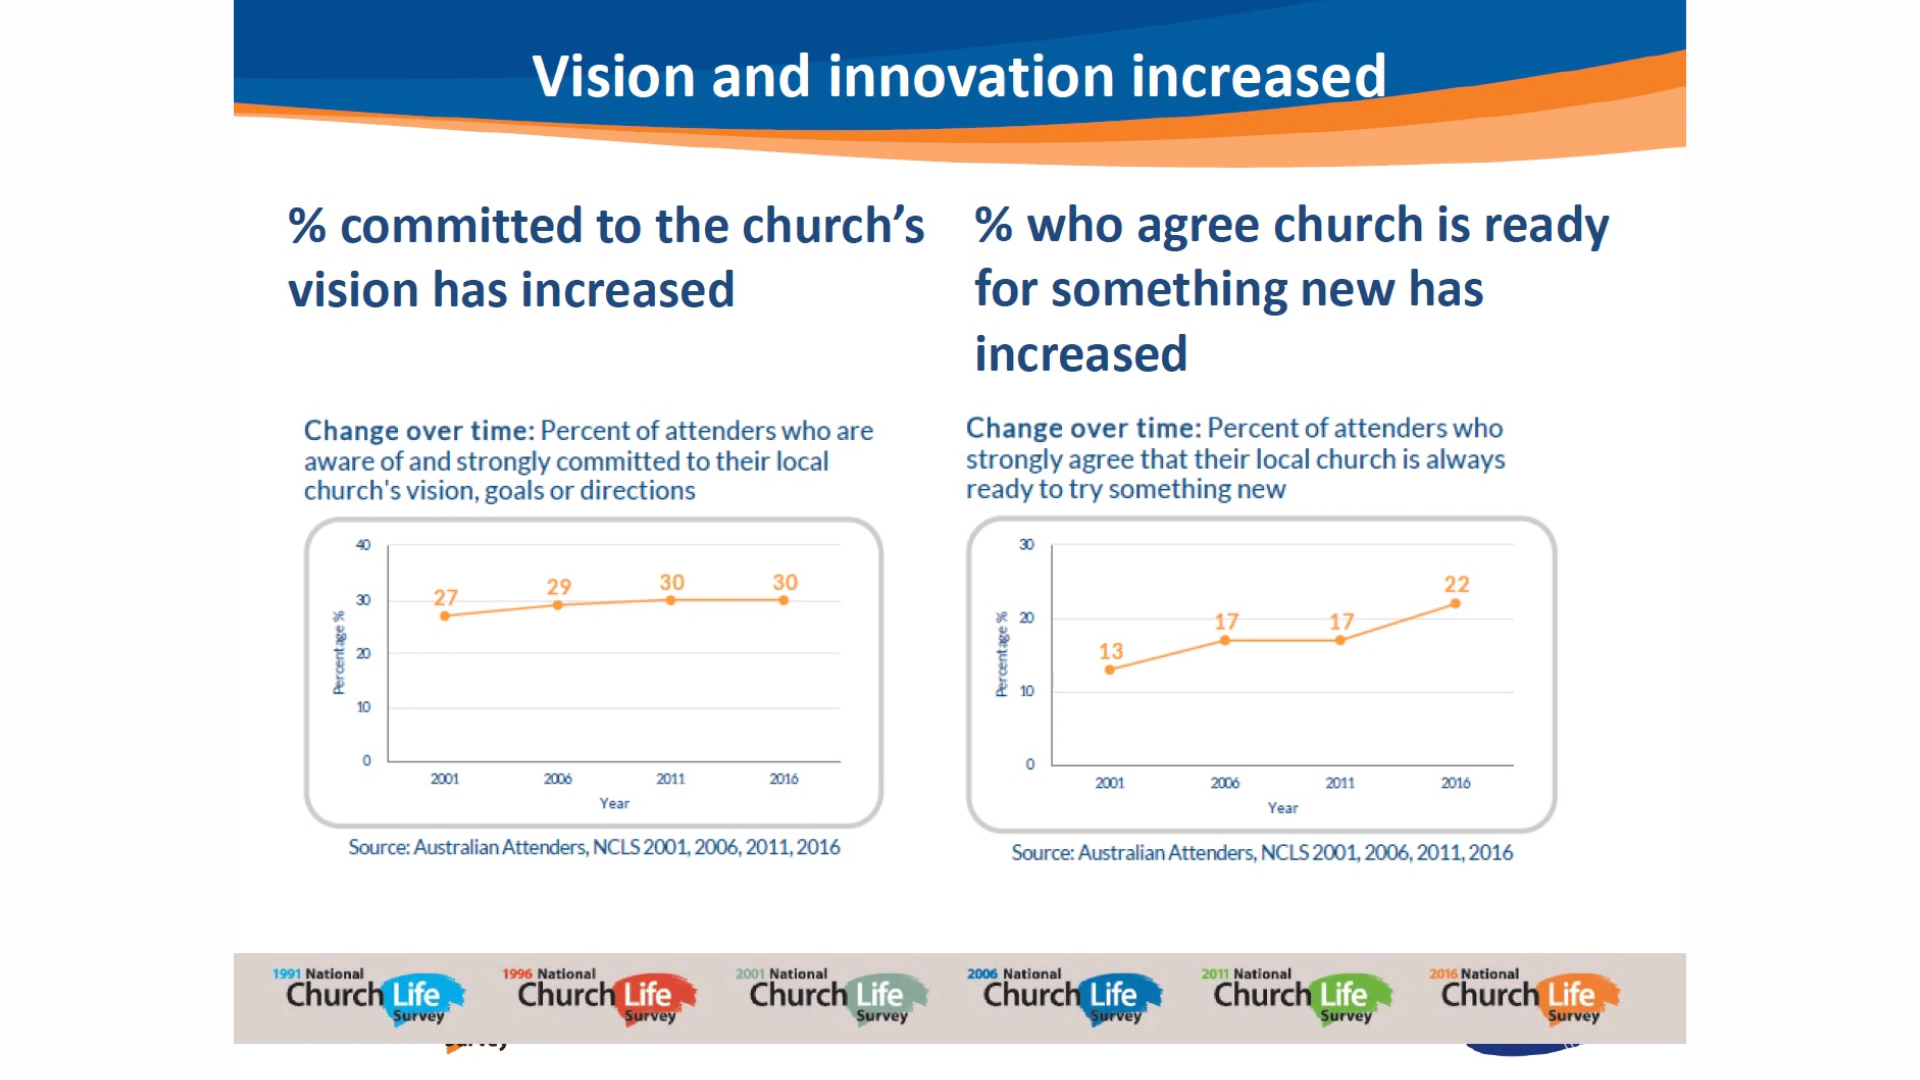 Vision and innovation increased
% committed to the church’s
vision has increased
% who agree church is ready
for something new has
increased
Change over time: Percent of attenders who are
aware of and strongly committed to their local
church's vision, goals or directions
40
30
20
10
0
Percentage %
27
29
30
30
2001
2006
2011
2016
Year
Source: Australian Attenders, NCLS 2001, 2006, 2011, 2016
Change over time: Percent of attenders who
strongly agree that their local church is always
ready to try something new
30
20
10
0
Percentage %
13
17
17
22
2001
2006
2011
2016
Year
Source: Australian Attenders, NCLS 2001, 2006, 2011, 2016
1991 National
Church Life
Survey
1996 National
Church Life
Survey
2001 National
Church Life
Survey
2006 National
Church Life
Survey
2011 National
Church Life
Survey
2016 National
Church Life
Survey